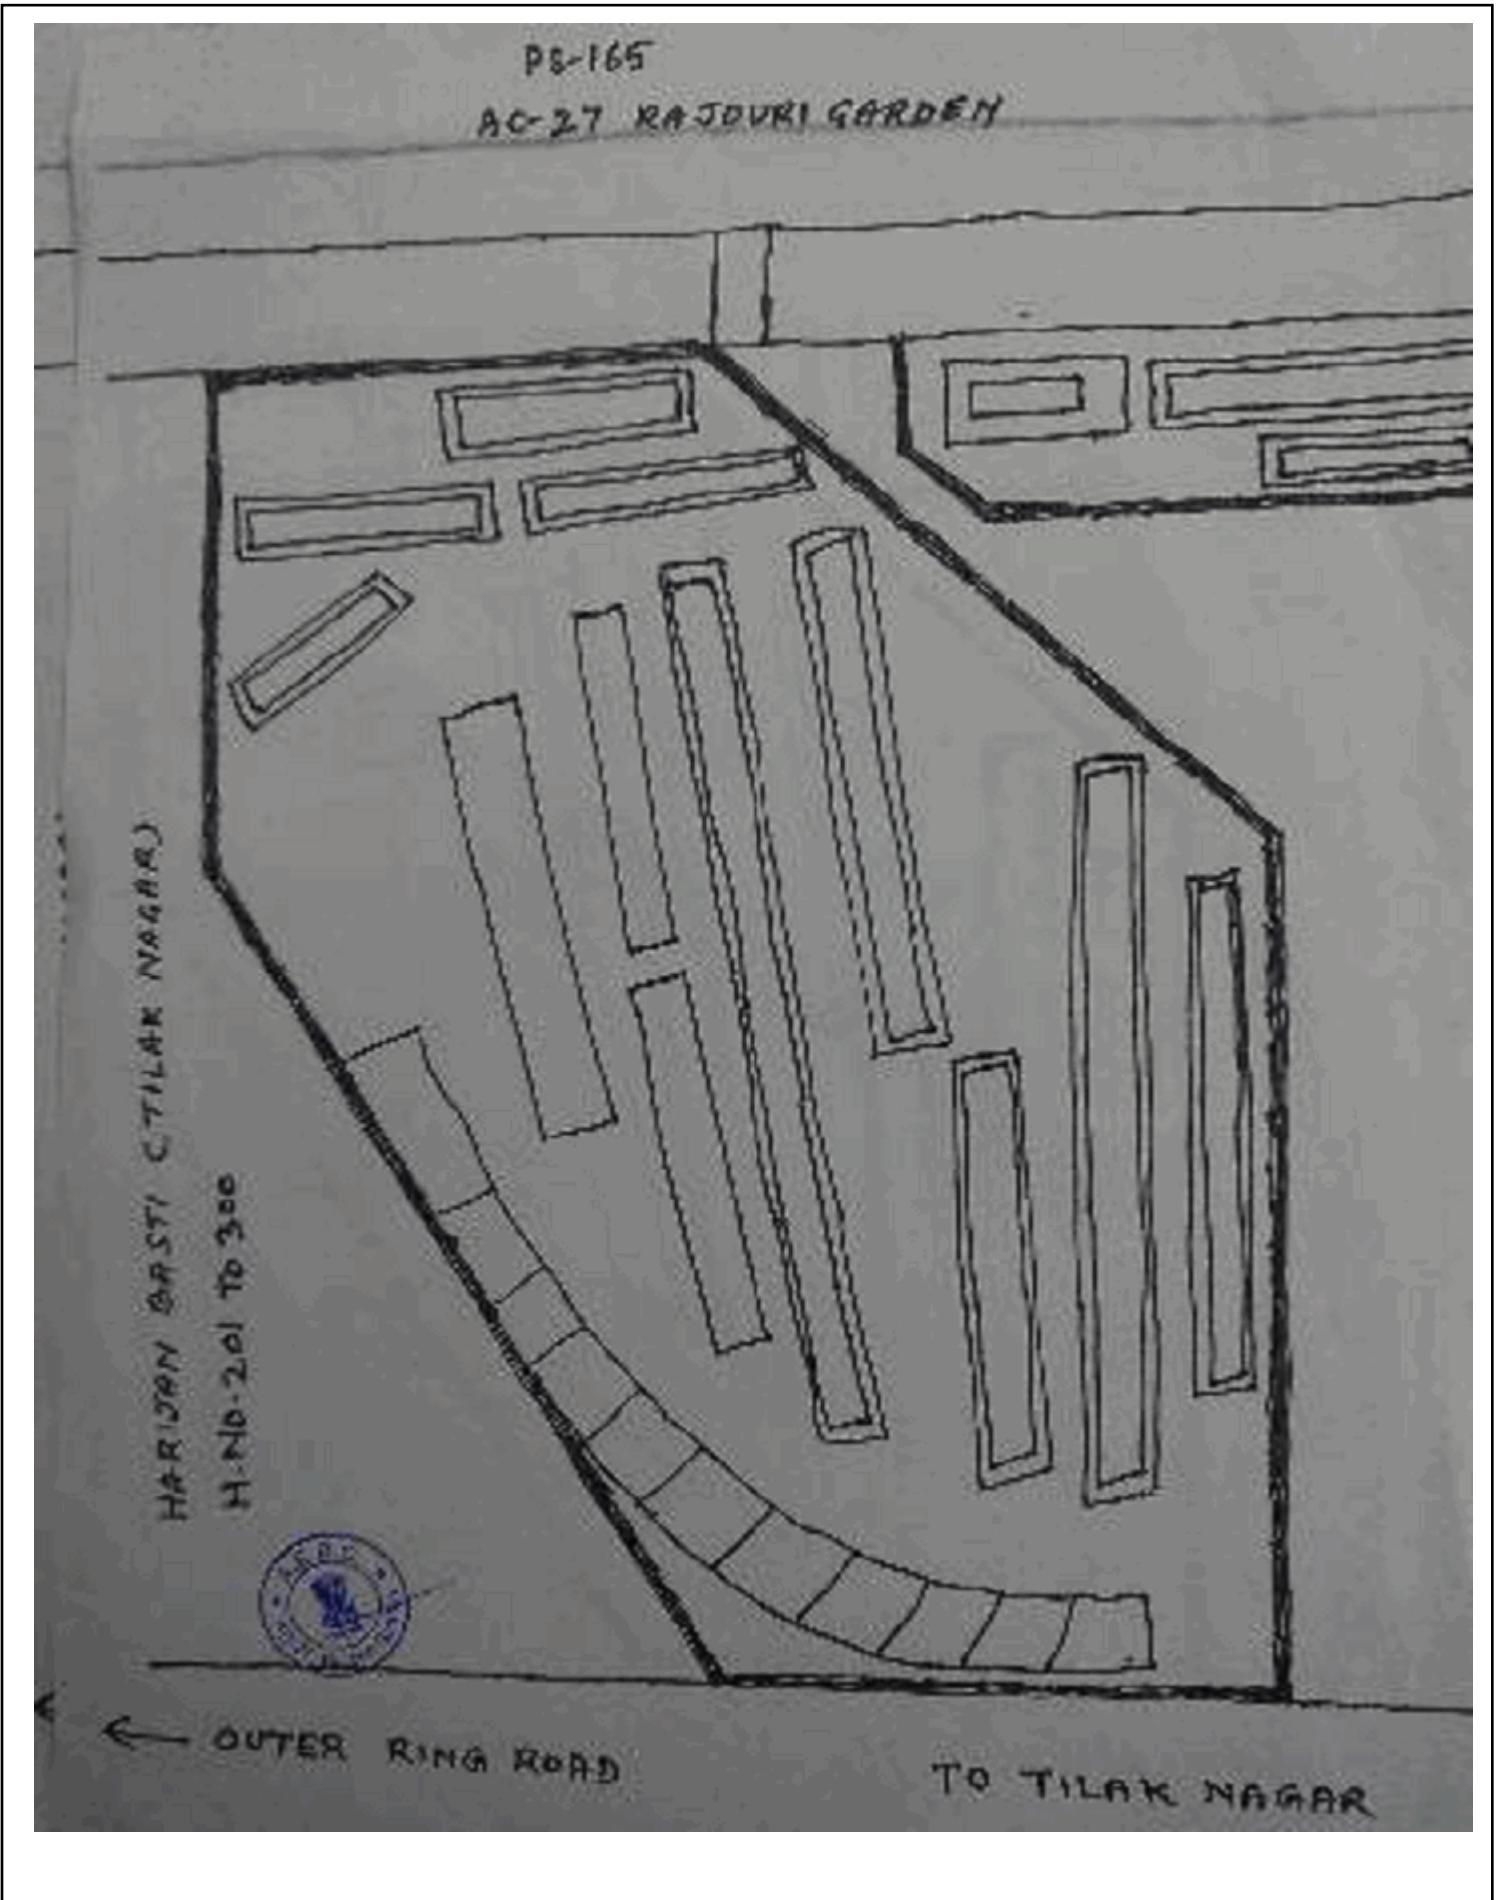 PS-165
AC-27 RAJOURI GARDEN
HARIJAN BASTI (TILAK NAGAR)
H.NO-201 TO 300
← OUTER RING ROAD
TO TILAK NAGAR